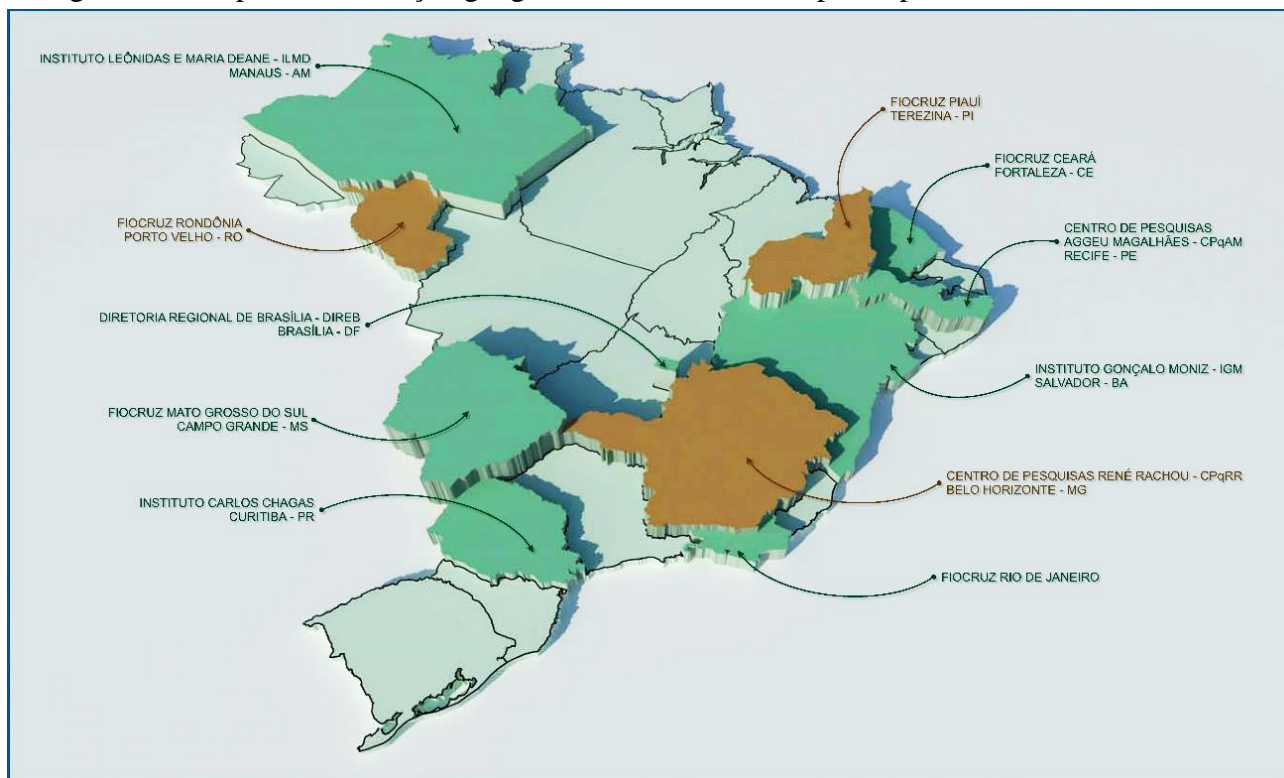 INSTITUTO LEÔNIDAS E MARIA DEANE - ILMD
MANAUS - AM
FIOCRUZ PIAUÍ
TEREZINA - PI
FIOCRUZ CEARÁ
FORTALEZA - CE
FIOCRUZ RONDÔNIA
PORTO VELHO - RO
CENTRO DE PESQUISAS
AGGEU MAGALHÃES - CPqAM
RECIFE - PE
DIRETORIA REGIONAL DE BRASÍLIA - DIREB
BRASÍLIA - DF
INSTITUTO GONÇALO MONIZ - IGM
SALVADOR - BA
FIOCRUZ MATO GROSSO DO SUL
CAMPO GRANDE - MS
CENTRO DE PESQUISAS RENÉ RACHOU - CPqRR
BELO HORIZONTE - MG
INSTITUTO CARLOS CHAGAS
CURITIBA - PR
FIOCRUZ RIO DE JANEIRO